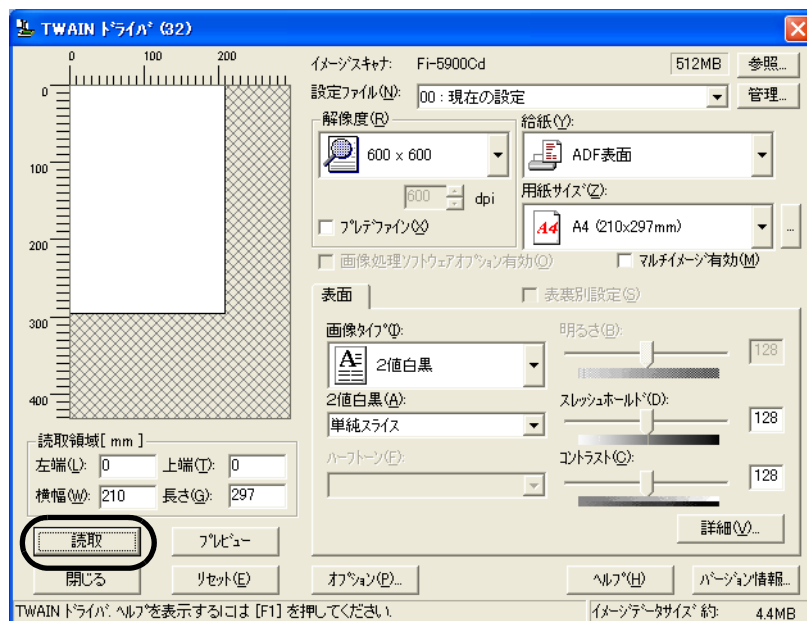 TWAIN ドライバ (32)
0 100 200
0
100
200
300
400
イメージスキャナ: Fi-5900Cd 512MB 参照...
設定ファイル(N): 00 : 現在の設定 管理...
解像度(R)
600 × 600
600 dpi
プレデファイン(X)
給紙(Y):
ADF表面
用紙サイズ(Z):
A4 A4 (210x297mm) ...
画像処理ソフトウェアオプション有効(O) マルチイメージ有効(M)
表面 表裏別設定(S)
画像タイプ(I):
2値白黒
2値白黒(A):
単純スライス
ハーフトーン(F):
明るさ(B):
128
スレッシュホールド(D):
128
コントラスト(C):
128
詳細(V)...
読取領域[ mm ]
左端(L): 0 上端(T): 0
横幅(W): 210 長さ(G): 297
読取 プレビュー
閉じる リセット(E) オプション(P)... ヘルプ(H) バージョン情報...
TWAIN ドライバ. ヘルプを表示するには [F1] を押してください. イメージデータサイズ 約: 4.4MB